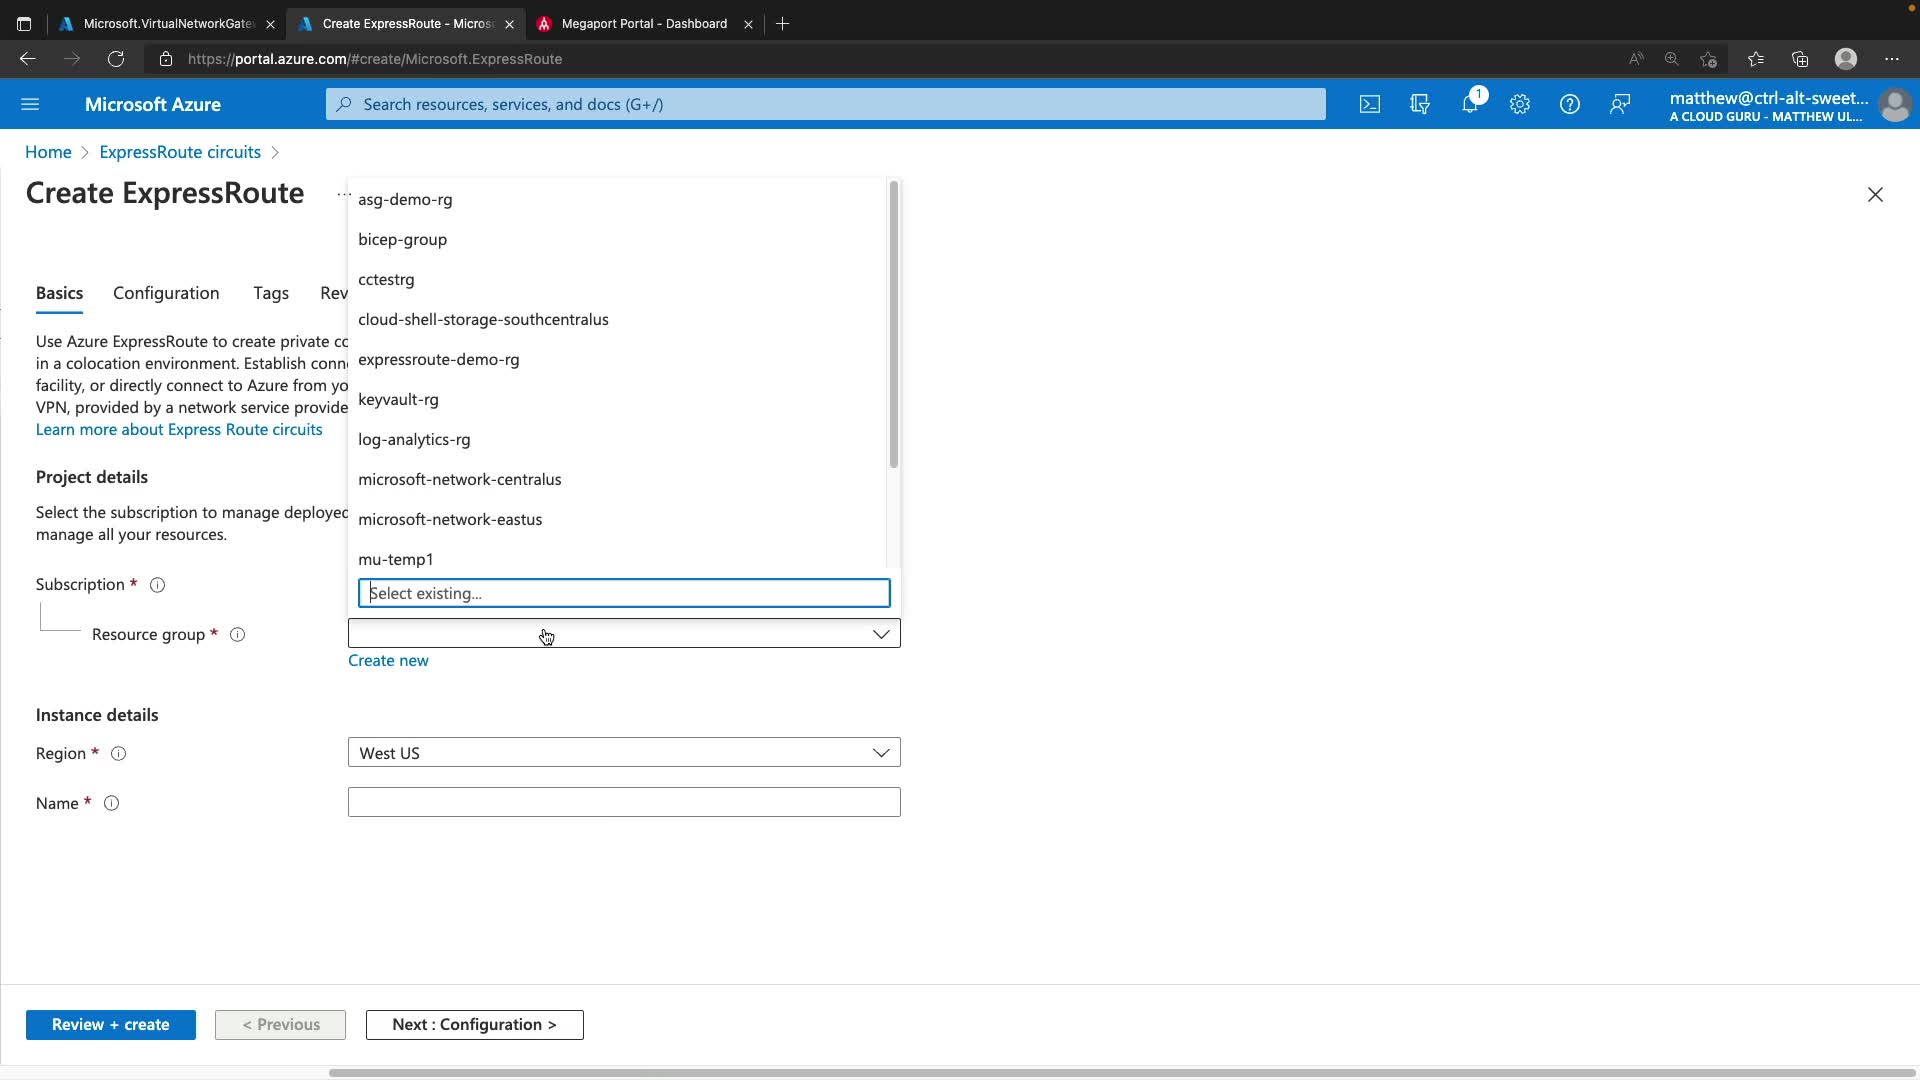 Microsoft.VirtualNetworkGate
Create ExpressRoute - Micros
Megaport Portal - Dashboard
https://portal.azure.com/#create/Microsoft.ExpressRoute
Microsoft Azure
Search resources, services, and docs (G+/)
1
matthew@ctrl-alt-sweet...
A CLOUD GURU - MATTHEW UL...
Home > ExpressRoute circuits >
Create ExpressRoute ...
Basics Configuration Tags Rev
Use Azure ExpressRoute to create private co
in a colocation environment. Establish conn
facility, or directly connect to Azure from yo
VPN, provided by a network service provide
Learn more about Express Route circuits
Project details
Select the subscription to manage deployed
manage all your resources.
Subscription *
Resource group *
asg-demo-rg
bicep-group
cctestrg
cloud-shell-storage-southcentralus
expressroute-demo-rg
keyvault-rg
log-analytics-rg
microsoft-network-centralus
microsoft-network-eastus
mu-temp1
Select existing...
Create new
Instance details
Region *
West US
Name *
Review + create
< Previous
Next : Configuration >